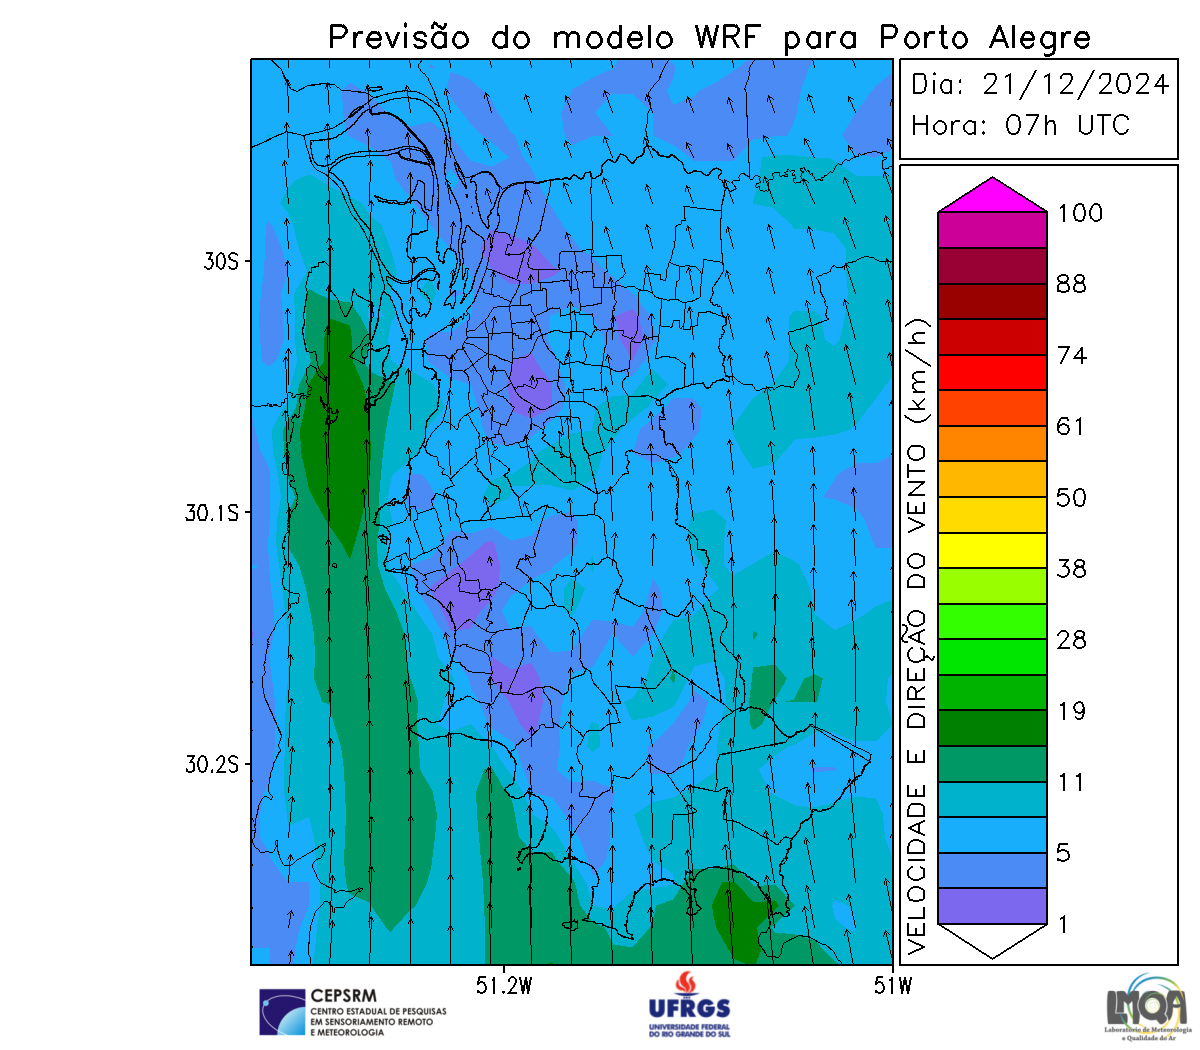 Previsão do modelo WRF para Porto Alegre
Dia: 21/12/2024
Hora: 07h UTC
30S
30.1S
30.2S
51.2W
51W
VELOCIDADE E DIREÇÃO DO VENTO (km/h)
100
88
74
61
50
38
28
19
11
5
1
CEPSRM
CENTRO ESTADUAL DE PESQUISAS
EM SENSORIAMENTO REMOTO
E METEOROLOGIA
UFRGS
UNIVERSIDADE FEDERAL
DO RIO GRANDE DO SUL
LMQA
Laboratório de Meteorologia
e Qualidade do Ar